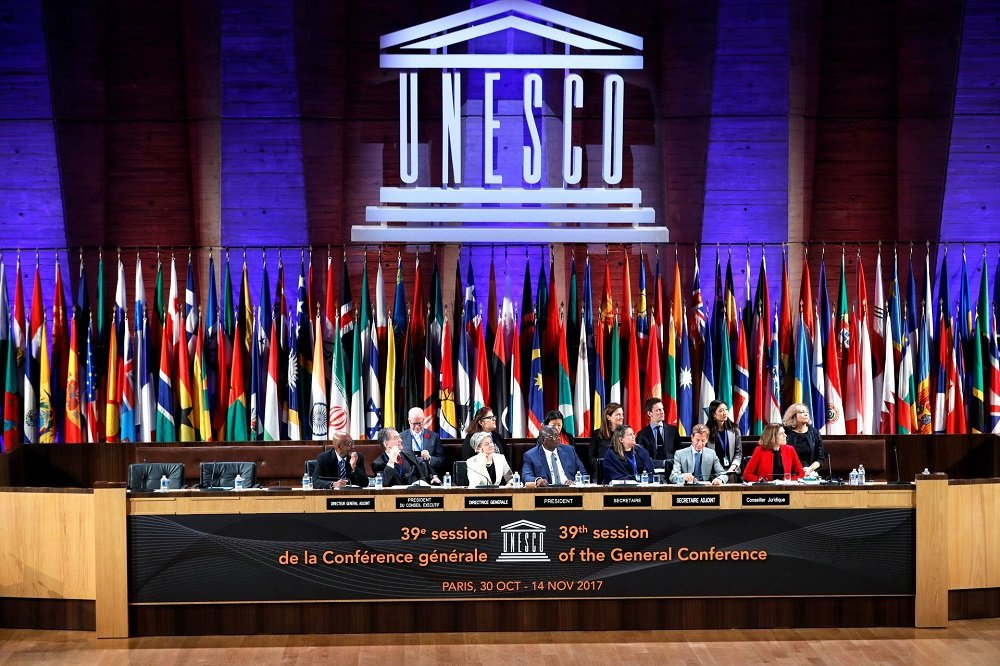 UNESCO
DIRECTEUR GENERAL ADJOINT
PRESIDENT
DU CONSEIL EXECUTIF
DIRECTRICE GÉNÉRALE
PRESIDENT
SECRETAIRE
SECRETAIRE ADJOINT
Conseiller Juridique
39e session
de la Conférence générale
UNESCO
39th session
of the General Conference
PARIS, 30 OCT - 14 NOV 2017